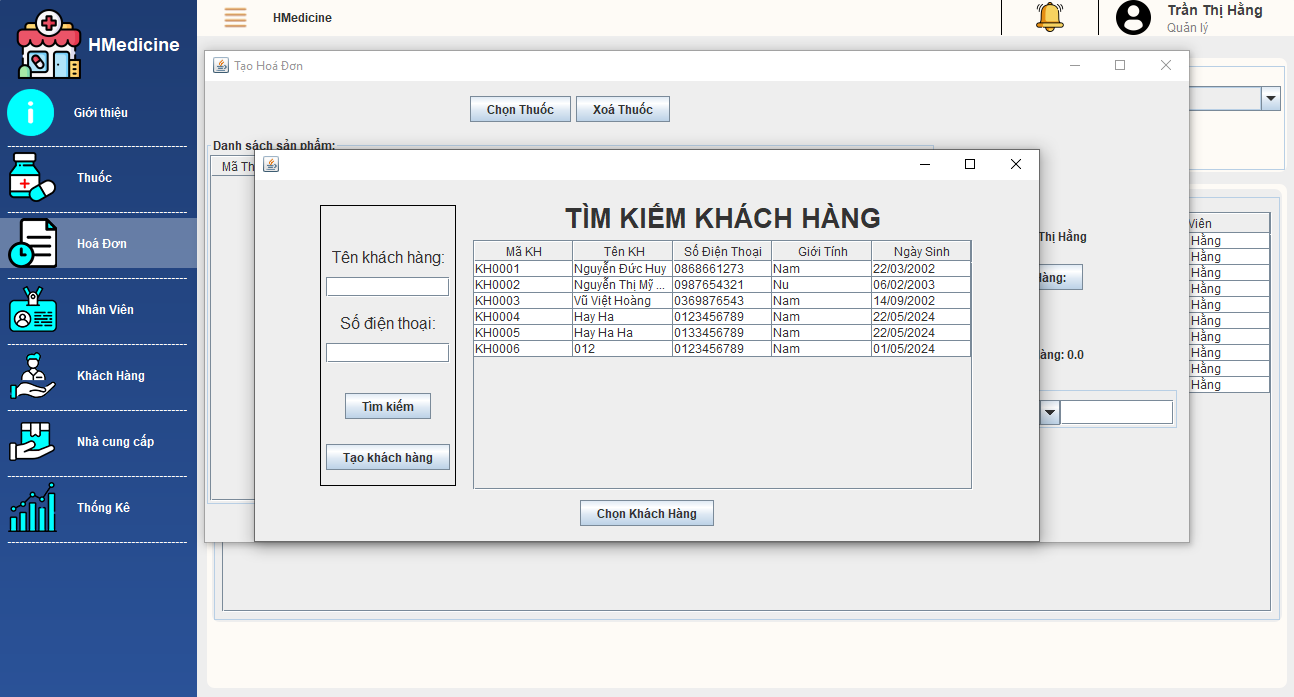 HMedicine
Giới thiệu
Thuốc
Hoá Đơn
Nhân Viên
Khách Hàng
Nhà cung cấp
Thống Kê
HMedicine
Trần Thị Hằng
Quản lý
Tạo Hoá Đơn
Chọn Thuốc Xoá Thuốc
Danh sách sản phẩm:
Mã Th
TÌM KIẾM KHÁCH HÀNG
Tên khách hàng:
Số điện thoại:
Tìm kiếm
Tạo khách hàng
Mã KH Tên KH Số Điện Thoại Giới Tính Ngày Sinh
KH0001 Nguyễn Đức Huy 0868661273 Nam 22/03/2002
KH0002 Nguyễn Thị Mỹ ... 0987654321 Nu 06/02/2003
KH0003 Vũ Việt Hoàng 0369876543 Nam 14/09/2002
KH0004 Hay Ha 0123456789 Nam 22/05/2024
KH0005 Hay Ha Ha 0133456789 Nam 22/05/2024
KH0006 012 0123456789 Nam 01/05/2024
Chọn Khách Hàng
Thị Hằng
àng:
àng: 0.0
Viên
Hằng
Hằng
Hằng
Hằng
Hằng
Hằng
Hằng
Hằng
Hằng
Hằng